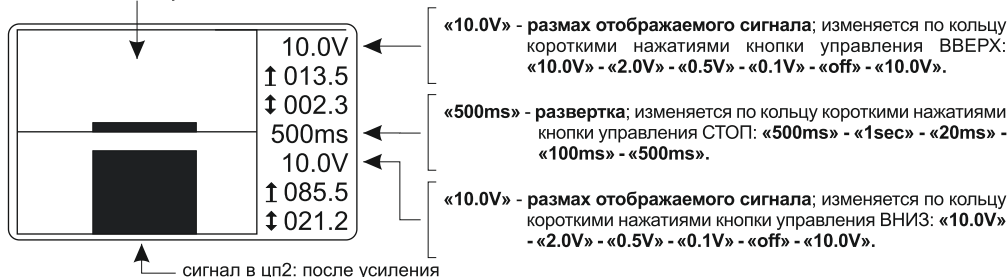 10.0V
↥ 013.5
↕ 002.3
500ms
10.0V
↥ 085.5
↕ 021.2
«10.0V» - размах отображаемого сигнала; изменяется по кольцу
короткими нажатиями кнопки управления ВВЕРХ:
«10.0V» - «2.0V» - «0.5V» - «0.1V» - «off» - «10.0V».
«500ms» - развертка; изменяется по кольцу короткими нажатиями
кнопки управления СТОП: «500ms» - «1sec» - «20ms» -
«100ms» - «500ms».
«10.0V» - размах отображаемого сигнала; изменяется по кольцу
короткими нажатиями кнопки управления ВНИЗ: «10.0V»
- «2.0V» - «0.5V» - «0.1V» - «off» - «10.0V».
сигнал в цп2: после усиления